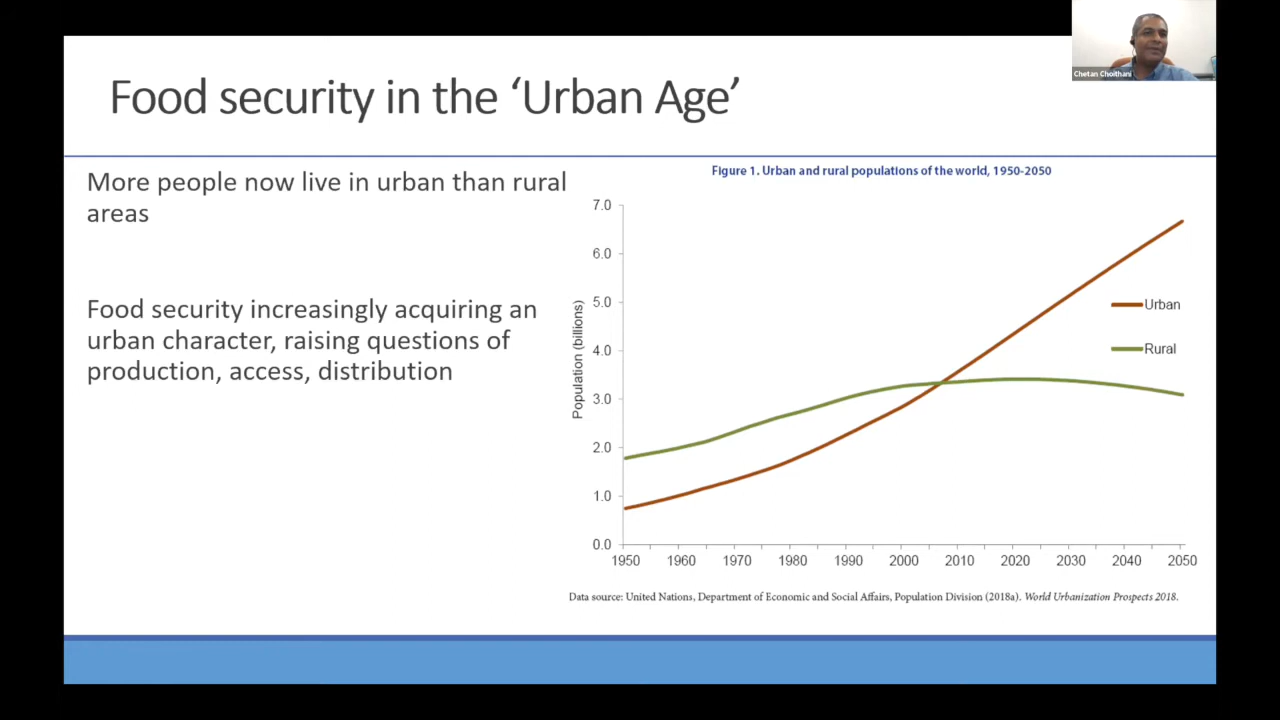 Chetan Choithani
Food security in the ‘Urban Age’
More people now live in urban than rural
areas
Food security increasingly acquiring an
urban character, raising questions of
production, access, distribution
Figure 1. Urban and rural populations of the world, 1950-2050
Population (billions)
7.0
6.0
5.0
4.0
3.0
2.0
1.0
0.0
1950 1960 1970 1980 1990 2000 2010 2020 2030 2040 2050
Urban
Rural
Data source: United Nations, Department of Economic and Social Affairs, Population Division (2018a). World Urbanization Prospects 2018.